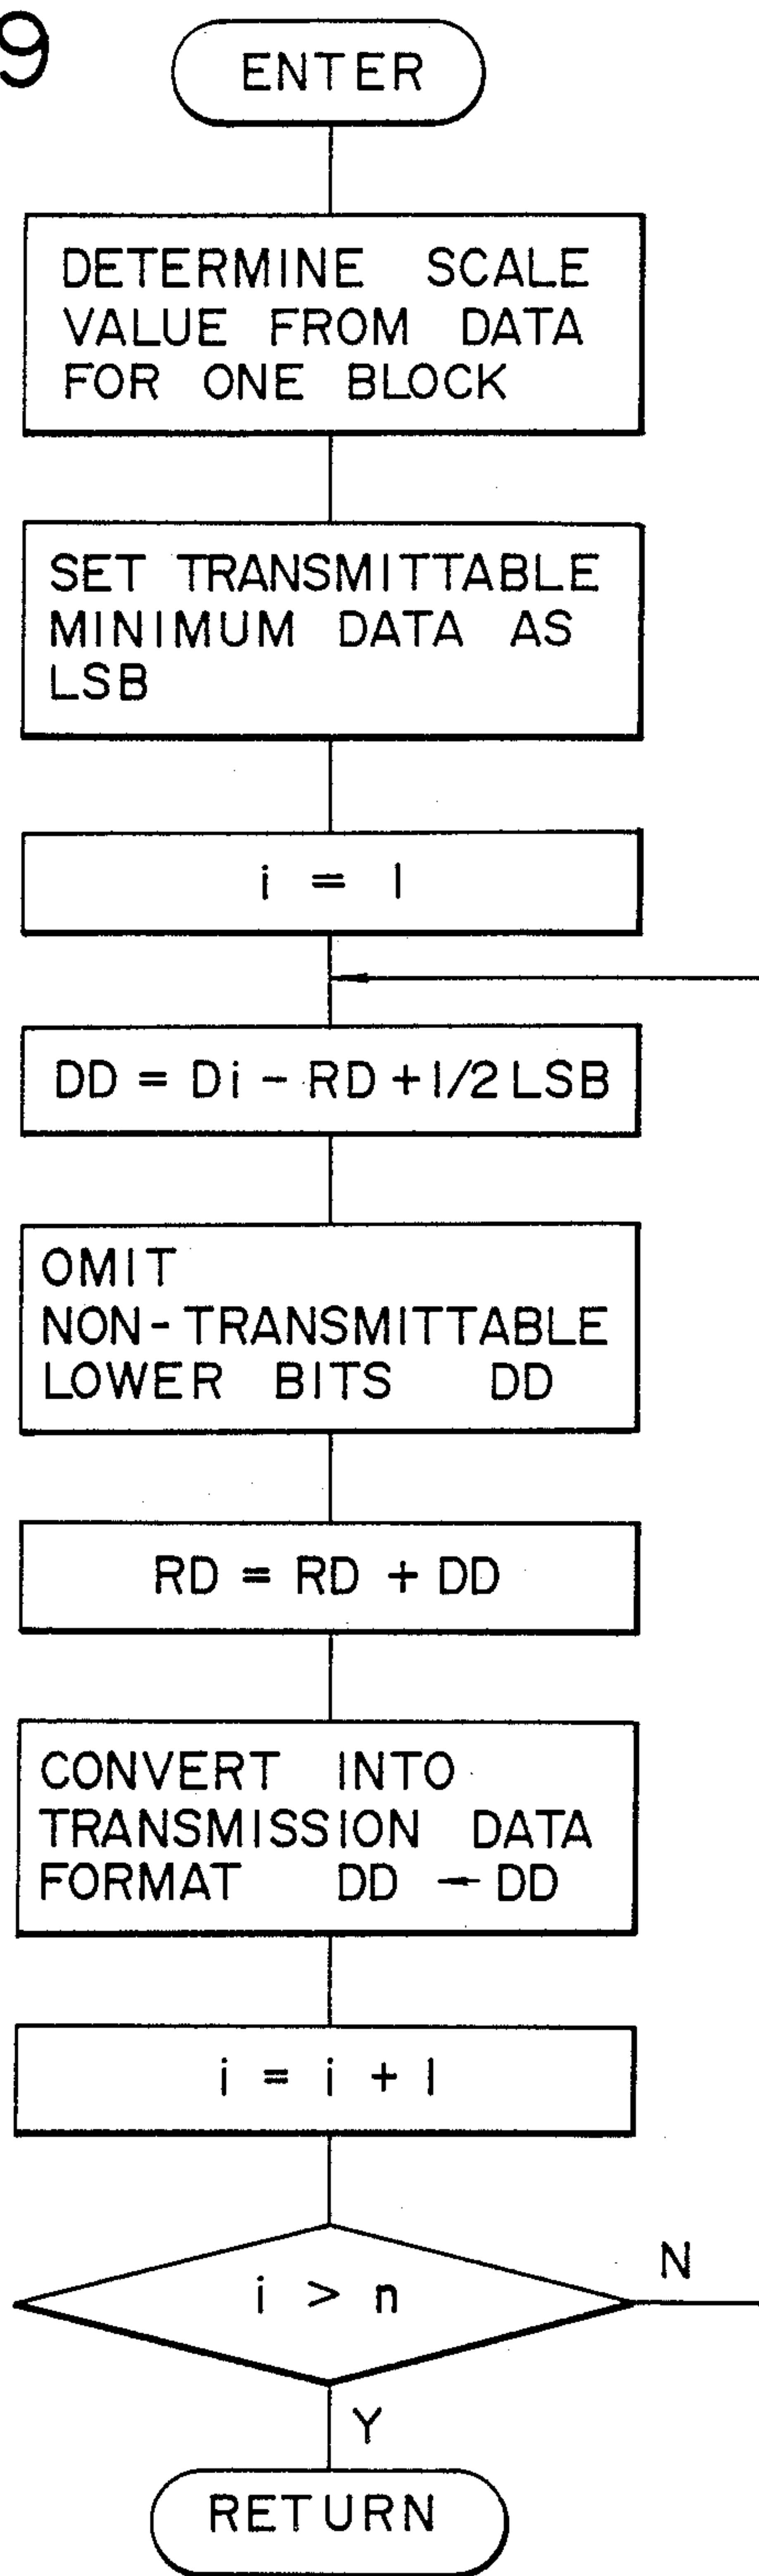 9
ENTER
DETERMINE SCALE
VALUE FROM DATA
FOR ONE BLOCK
SET TRANSMITTABLE
MINIMUM DATA AS
LSB
i = 1
DD = Di - RD + 1/2 LSB
OMIT
NON-TRANSMITTABLE
LOWER BITS DD
RD = RD + DD
CONVERT INTO
TRANSMISSION DATA
FORMAT DD ← DD
i = i + 1
i > n
N
Y
RETURN